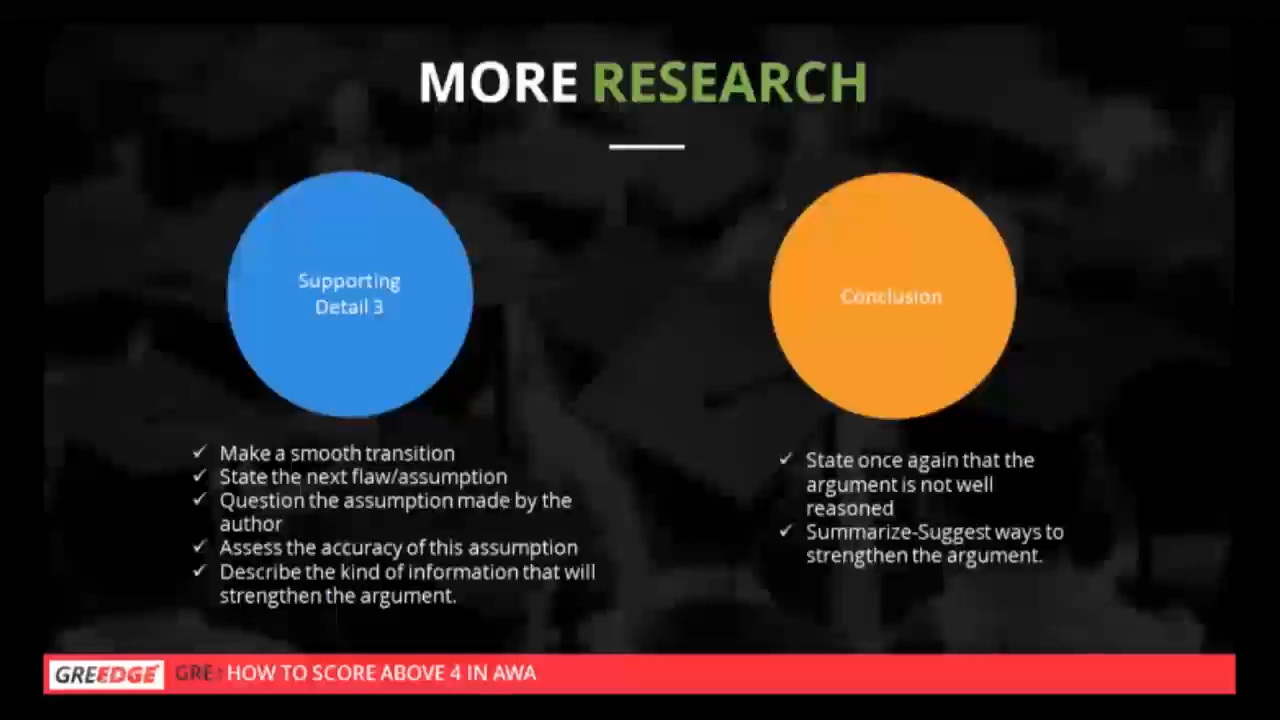 MORE RESEARCH
Supporting
Detail 3
✓ Make a smooth transition
✓ State the next flaw/assumption
✓ Question the assumption made by the
author
✓ Assess the accuracy of this assumption
✓ Describe the kind of information that will
strengthen the argument.
Conclusion
✓ State once again that the
argument is not well
reasoned
✓ Summarize-Suggest ways to
strengthen the argument.
GREEDGE GRE: HOW TO SCORE ABOVE 4 IN AWA